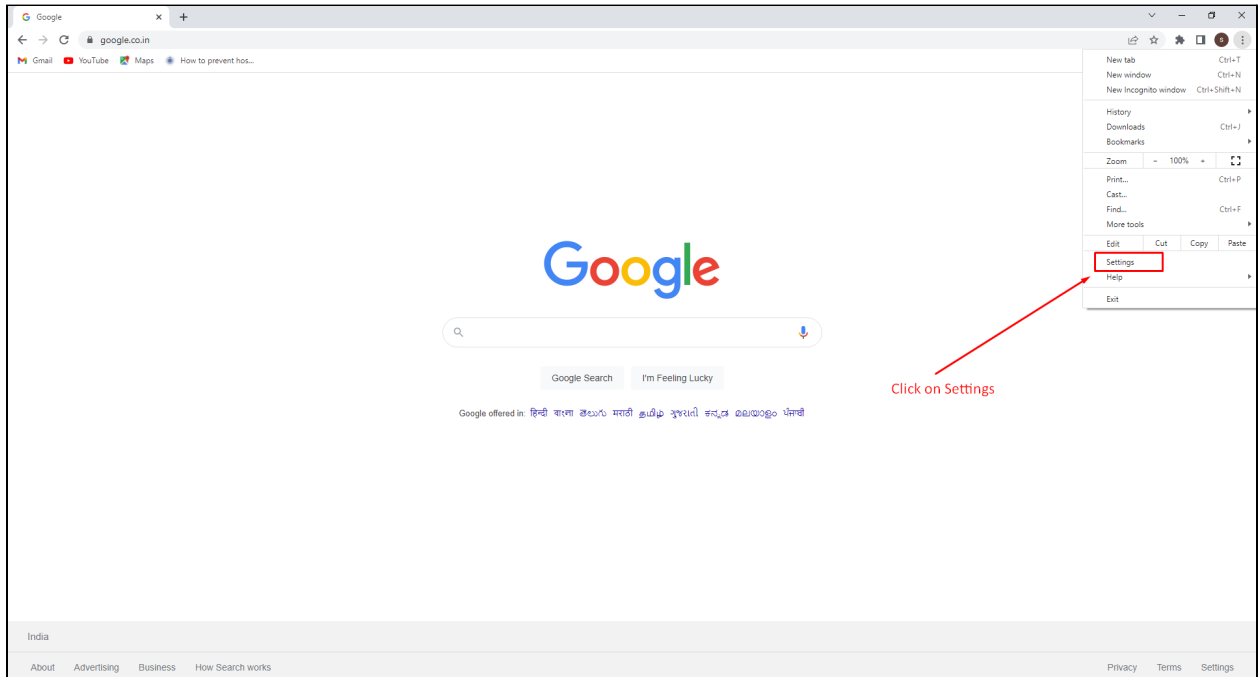 Google
google.co.in
Gmail YouTube Maps How to prevent hos...
S
New tab Ctrl+T
New window Ctrl+N
New Incognito window Ctrl+Shift+N
History
Downloads Ctrl+J
Bookmarks
Zoom - 100% +
Print... Ctrl+P
Cast...
Find... Ctrl+F
More tools
Edit Cut Copy Paste
Settings
Help
Exit
Google
Google Search I'm Feeling Lucky
Click on Settings
Google offered in: हिन्दी বাংলা తెలుగు मराठी தமிழ் ગુજરાતી ಕನ್ನಡ മലയാളം ਪੰਜਾਬੀ
India
About Advertising Business How Search works Privacy Terms Settings